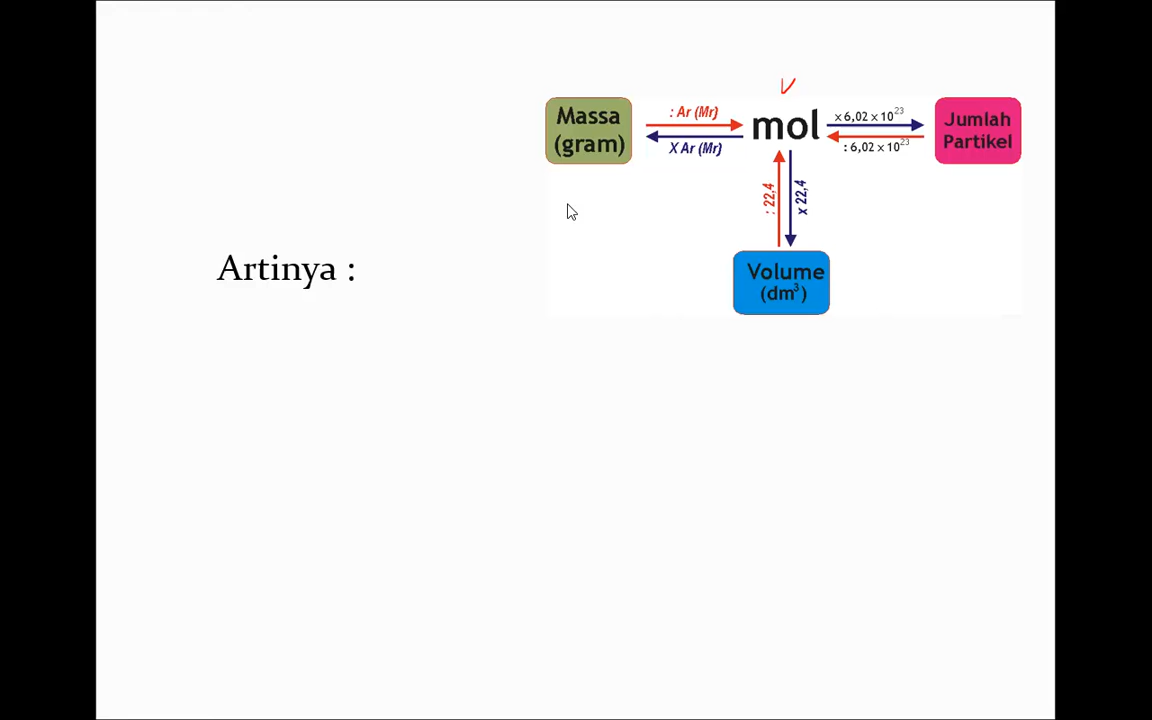 Massa
(gram)
: Ar (Mr)
X Ar (Mr)
mol
x 6,02 x 10²³
: 6,02 x 10²³
Jumlah
Partikel
: 22,4
x 22,4
Volume
(dm³)
Artinya :